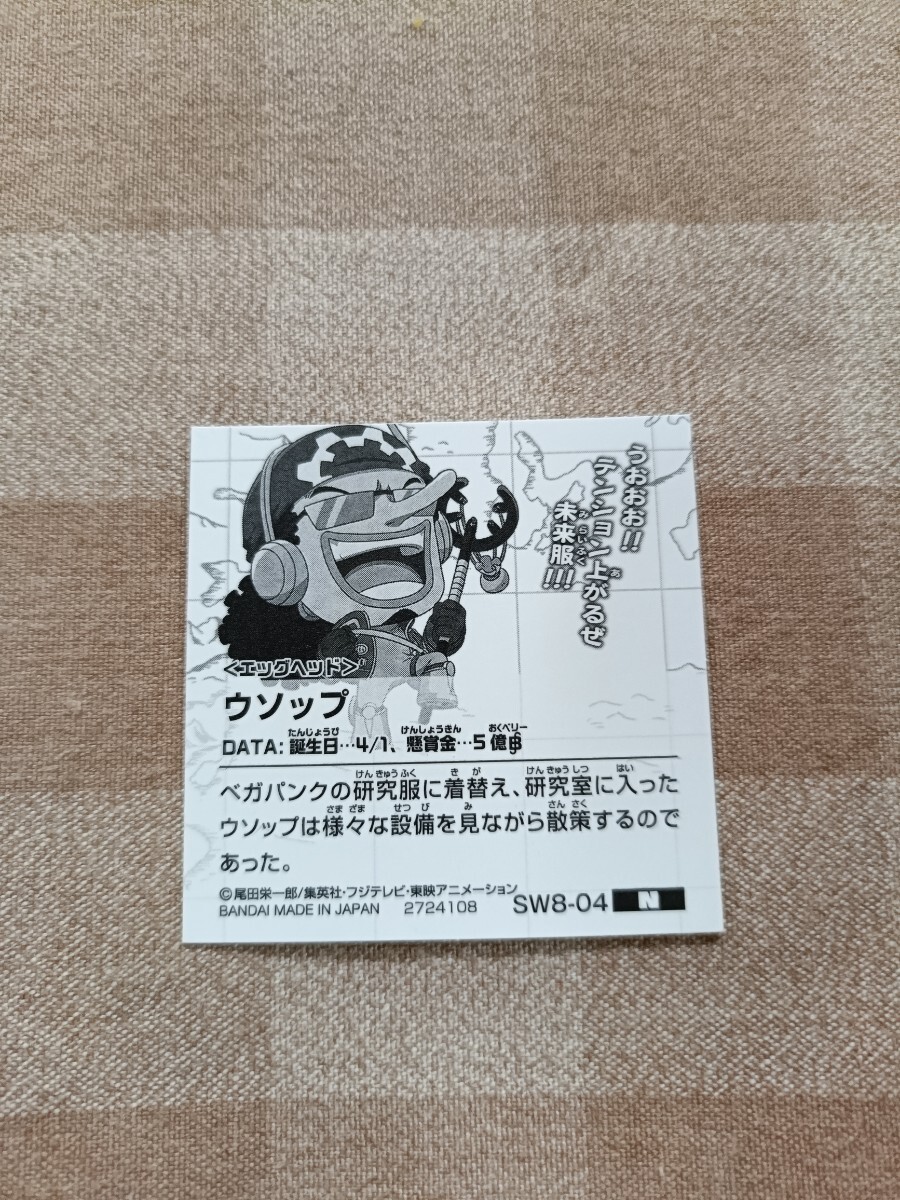 うおおお!!
テンション上がるぜ
未来服!!!
<エッグヘッド>
ウソップ
DATA: 誕生日…4/1、懸賞金…5億฿
ベガパンクの研究服に着替え、研究室に入った
ウソップは様々な設備を見ながら散策するので
あった。
©尾田栄一郎/集英社・フジテレビ・東映アニメーション
BANDAI MADE IN JAPAN 2724108 SW8-04 N